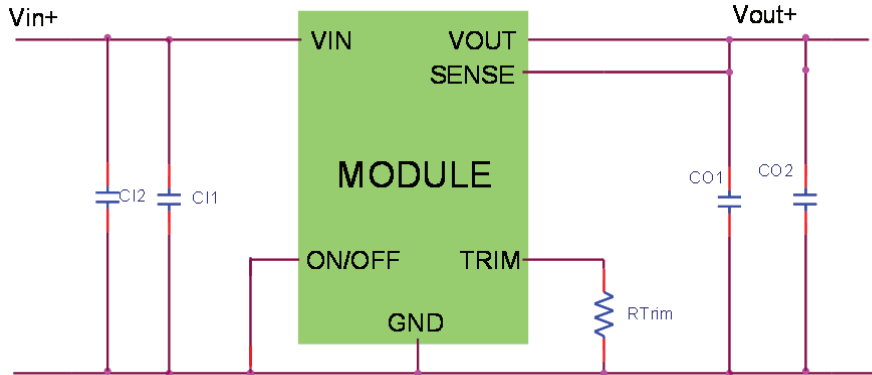 Vin+
Vout+
VIN
VOUT
SENSE
MODULE
CI2
CI1
CO1
CO2
ON/OFF
TRIM
RTrim
GND